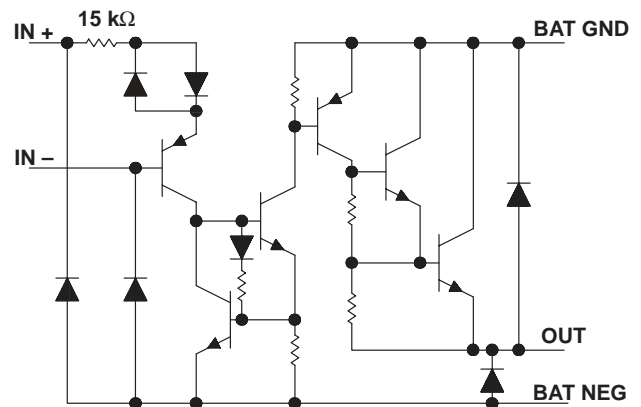 IN +
15 kΩ
BAT GND
IN –
OUT
BAT NEG